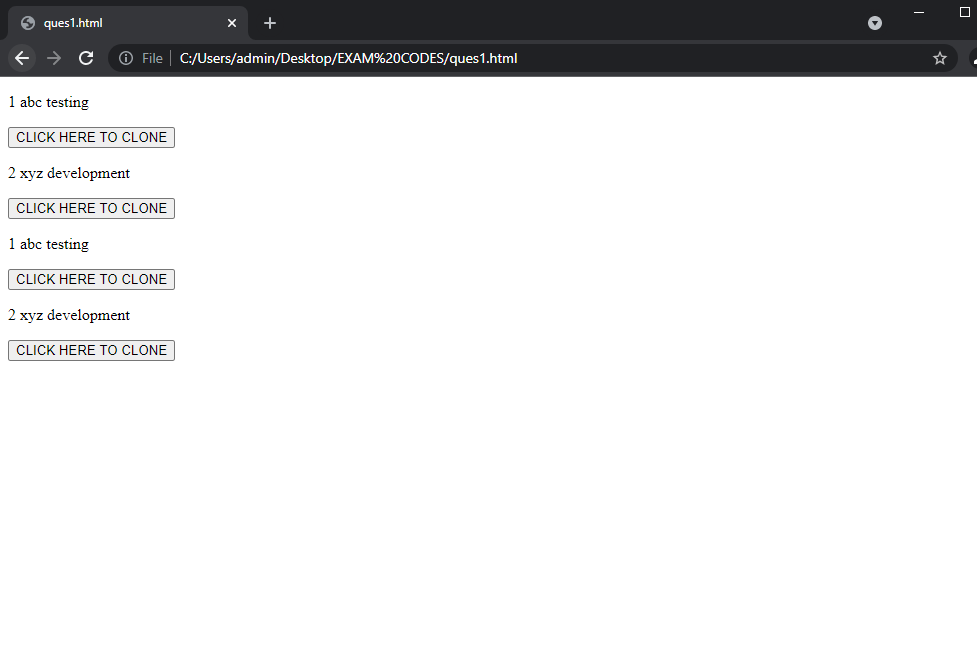 ques1.html
File C:/Users/admin/Desktop/EXAM%20CODES/ques1.html
1 abc testing
CLICK HERE TO CLONE
2 xyz development
CLICK HERE TO CLONE
1 abc testing
CLICK HERE TO CLONE
2 xyz development
CLICK HERE TO CLONE